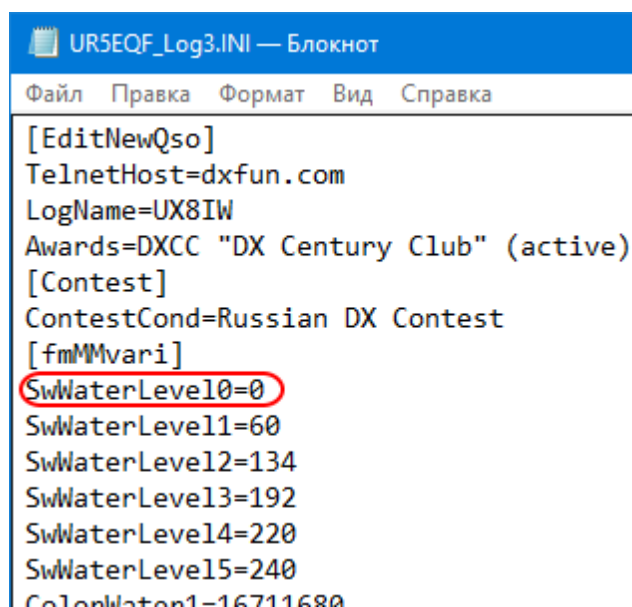 UR5EQF_Log3.INI — Блокнот
Файл Правка Формат Вид Справка
[EditNewQso]
TelnetHost=dxfun.com
LogName=UX8IW
Awards=DXCC "DX Century Club" (active)
[Contest]
ContestCond=Russian DX Contest
[fmMMvari]
SwWaterLevel0=0
SwWaterLevel1=60
SwWaterLevel2=134
SwWaterLevel3=192
SwWaterLevel4=220
SwWaterLevel5=240
ColorWater1=16711680